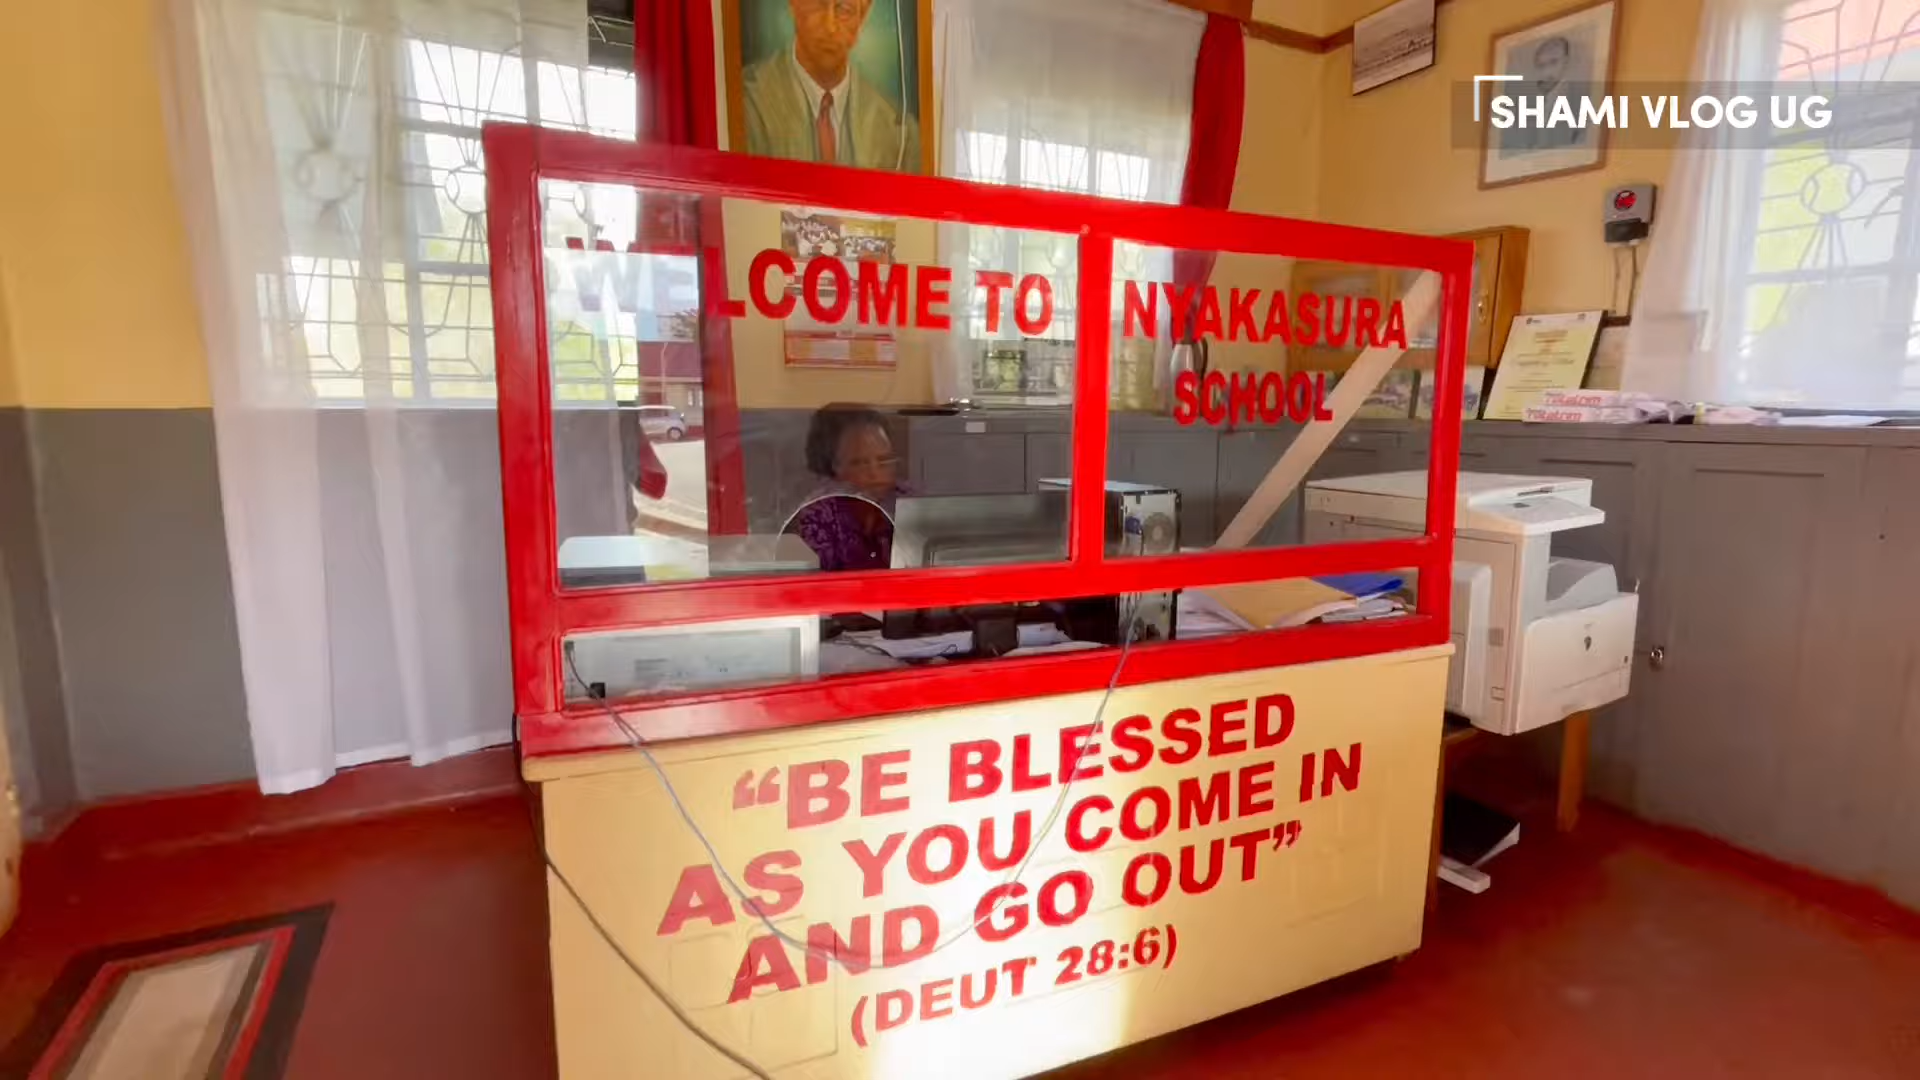 SHAMI VLOG UG
WELCOME TO NYAKASURA
SCHOOL
“BE BLESSED
AS YOU COME IN
AND GO OUT”
(DEUT 28:6)